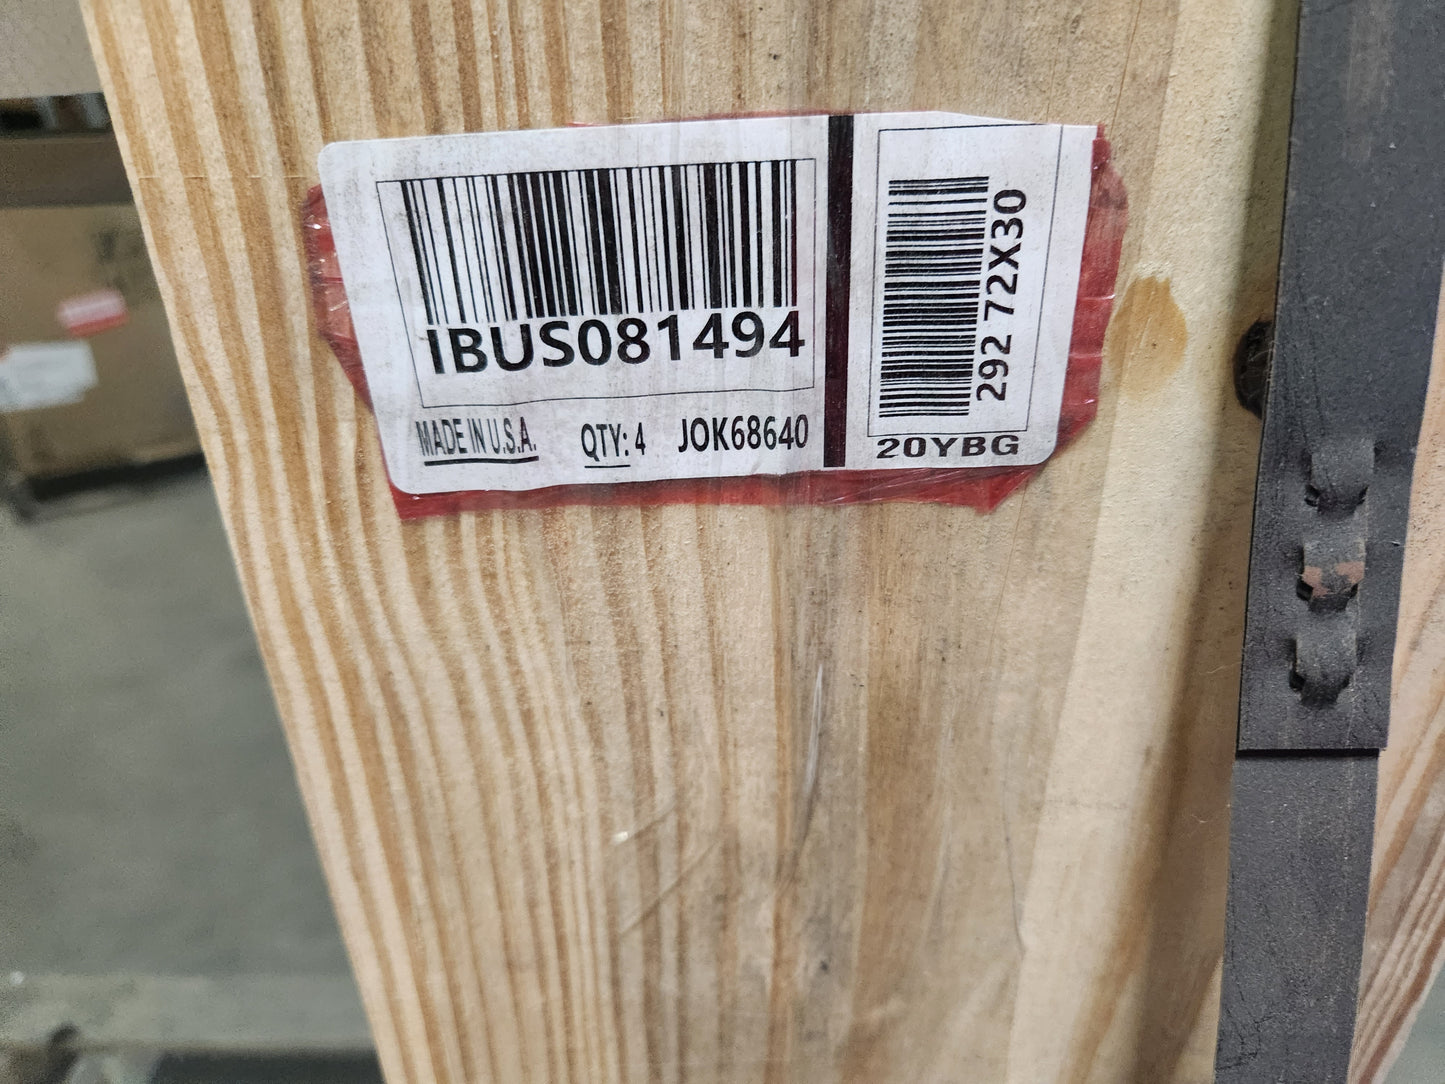 IBUS081494
MADE IN U.S.A. QTY: 4 JOK68640
292 72X30
20YBG